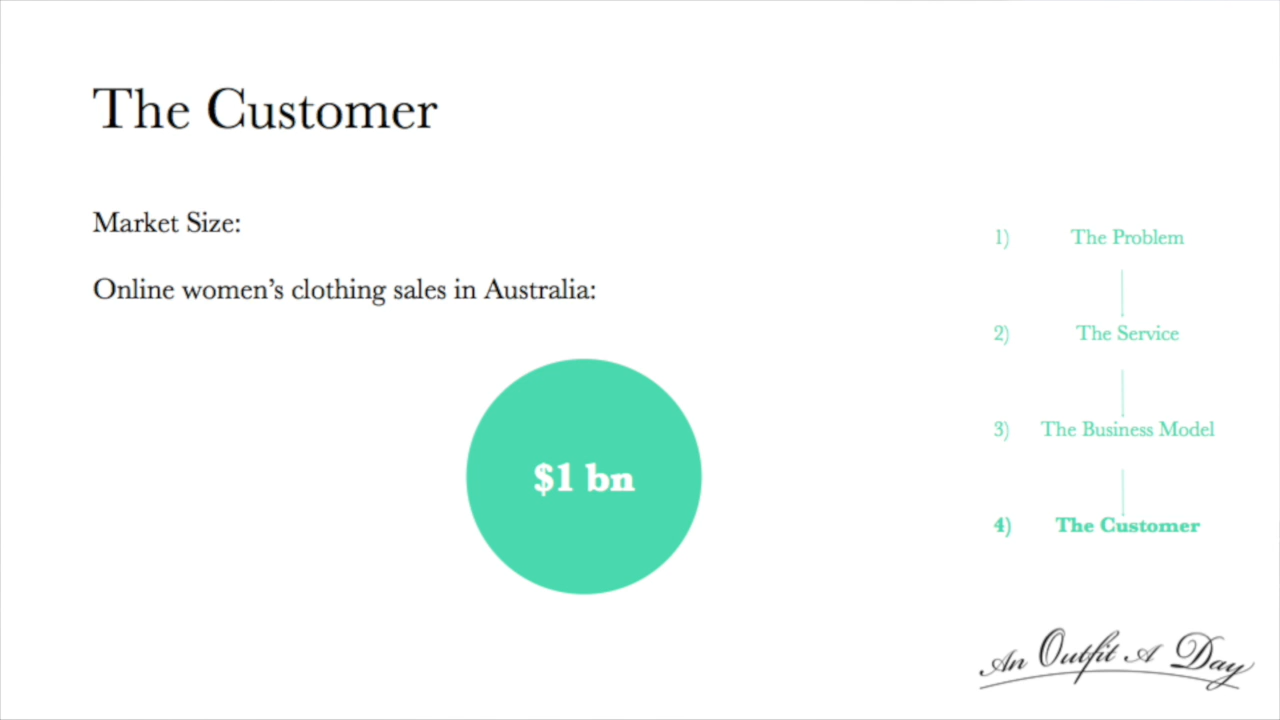 The Customer
Market Size:
Online women’s clothing sales in Australia:
$1 bn
1) The Problem
2) The Service
3) The Business Model
4) The Customer
An Outfit A Day